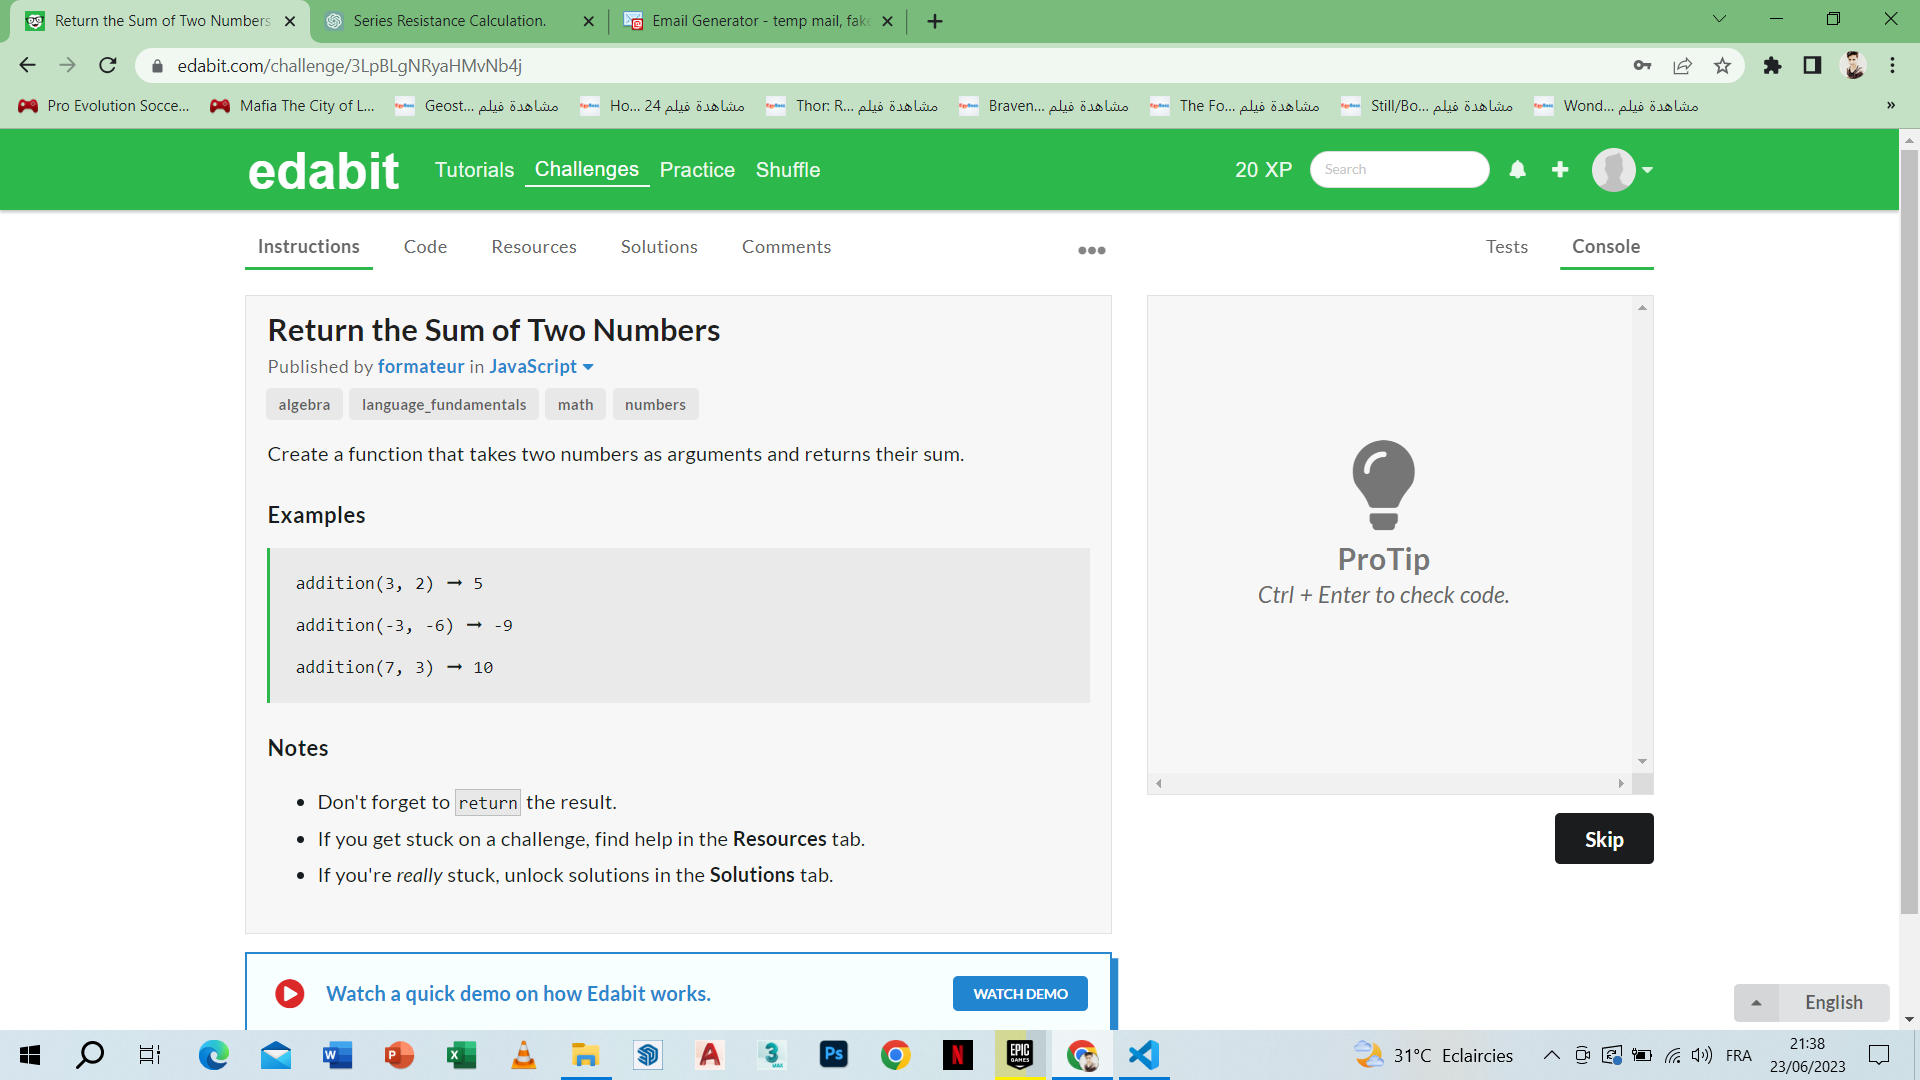 Return the Sum of Two Numbers
Series Resistance Calculation.
Email Generator - temp mail, fake
edabit.com/challenge/3LpBLgNRyaHMvNb4j
Pro Evolution Socce...
Mafia The City of L...
Geost... مشاهدة فيلم
Ho... 24 مشاهدة فيلم
Thor: R... مشاهدة فيلم
Braven... مشاهدة فيلم
The Fo... مشاهدة فيلم
Still/Bo... مشاهدة فيلم
Wond... مشاهدة فيلم
»
edabit Tutorials Challenges Practice Shuffle 20 XP Search
Instructions Code Resources Solutions Comments ••• Tests Console
Return the Sum of Two Numbers
Published by formateur in JavaScript
algebra language_fundamentals math numbers
Create a function that takes two numbers as arguments and returns their sum.
Examples
addition(3, 2) ➞ 5
addition(-3, -6) ➞ -9
addition(7, 3) ➞ 10
Notes
• Don't forget to return the result.
• If you get stuck on a challenge, find help in the Resources tab.
• If you're really stuck, unlock solutions in the Solutions tab.
ProTip
Ctrl + Enter to check code.
Skip
Watch a quick demo on how Edabit works.
WATCH DEMO
English
W P X A 3 MAX Ps N EPIC GAMES
31°C Eclaircies
FRA
21:38
23/06/2023